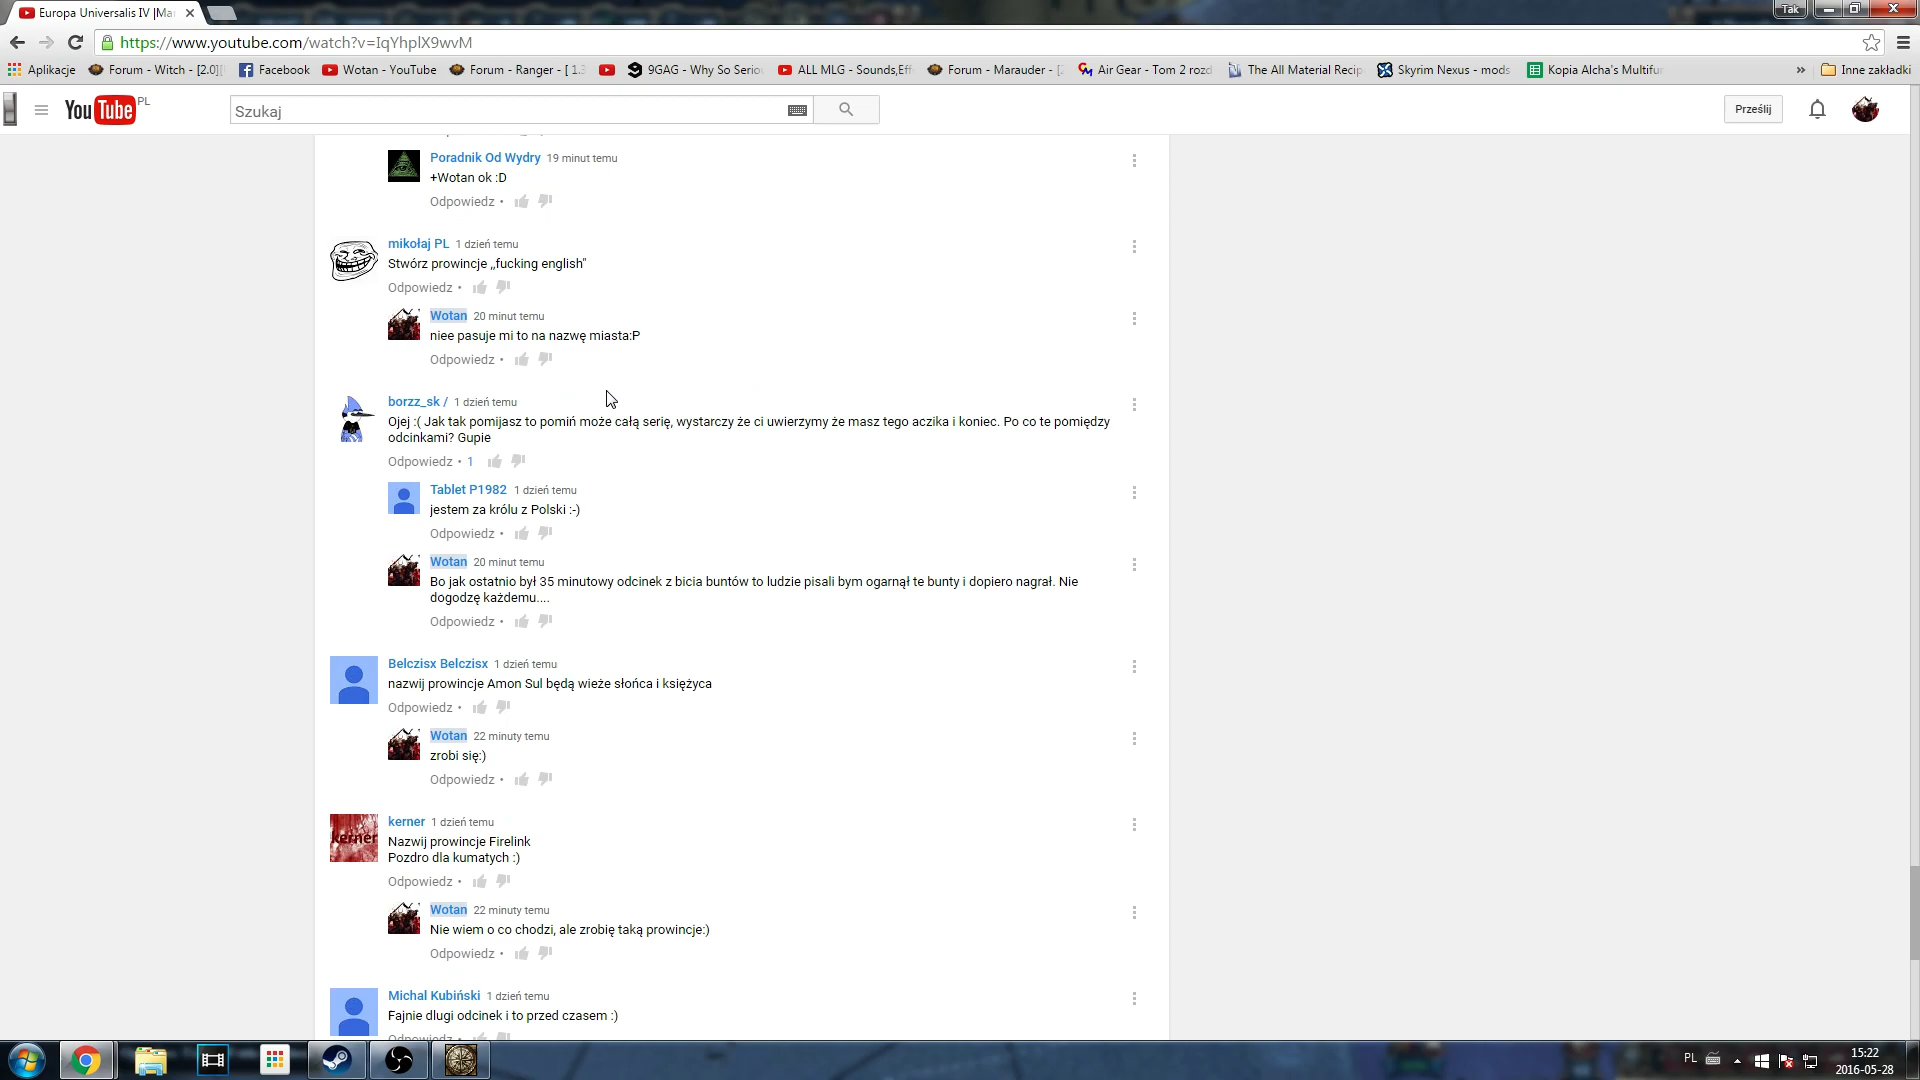 Europa Universalis IV |Ma
Tak
https://www.youtube.com/watch?v=IqYhplX9wvM
Aplikacje Forum - Witch - [2.0] Facebook Wotan - YouTube Forum - Ranger - [ 1.3 9GAG - Why So Serio ALL MLG - Sounds,Eff Forum - Marauder - [ Air Gear - Tom 2 rozd The All Material Recip Skyrim Nexus - mods Kopia Alcha's Multifu » Inne zakładki
YouTube PL
Szukaj
Prześlij
Poradnik Od Wydry 19 minut temu
+Wotan ok :D
Odpowiedz •
mikołaj PL 1 dzień temu
Stwórz prowincje ,,fucking english"
Odpowiedz •
Wotan 20 minut temu
niee pasuje mi to na nazwę miasta:P
Odpowiedz •
borzz_sk / 1 dzień temu
Ojej :( Jak tak pomijasz to pomiń może całą serię, wystarczy że ci uwierzymy że masz tego aczika i koniec. Po co te pomiędzy
odcinkami? Gupie
Odpowiedz • 1
Tablet P1982 1 dzień temu
jestem za królu z Polski :-)
Odpowiedz •
Wotan 20 minut temu
Bo jak ostatnio był 35 minutowy odcinek z bicia buntów to ludzie pisali bym ogarnął te bunty i dopiero nagrał. Nie
dogodzę każdemu....
Odpowiedz •
Belczisx Belczisx 1 dzień temu
nazwij prowincje Amon Sul będą wieże słońca i księżyca
Odpowiedz •
Wotan 22 minuty temu
zrobi się:)
Odpowiedz •
kerner
kerner 1 dzień temu
Nazwij prowincje Firelink
Pozdro dla kumatych :)
Odpowiedz •
Wotan 22 minuty temu
Nie wiem o co chodzi, ale zrobię taką prowincje:)
Odpowiedz •
Michal Kubiński 1 dzień temu
Fajnie dlugi odcinek i to przed czasem :)
Odpowiedz •
PL
15:22
2016-05-28